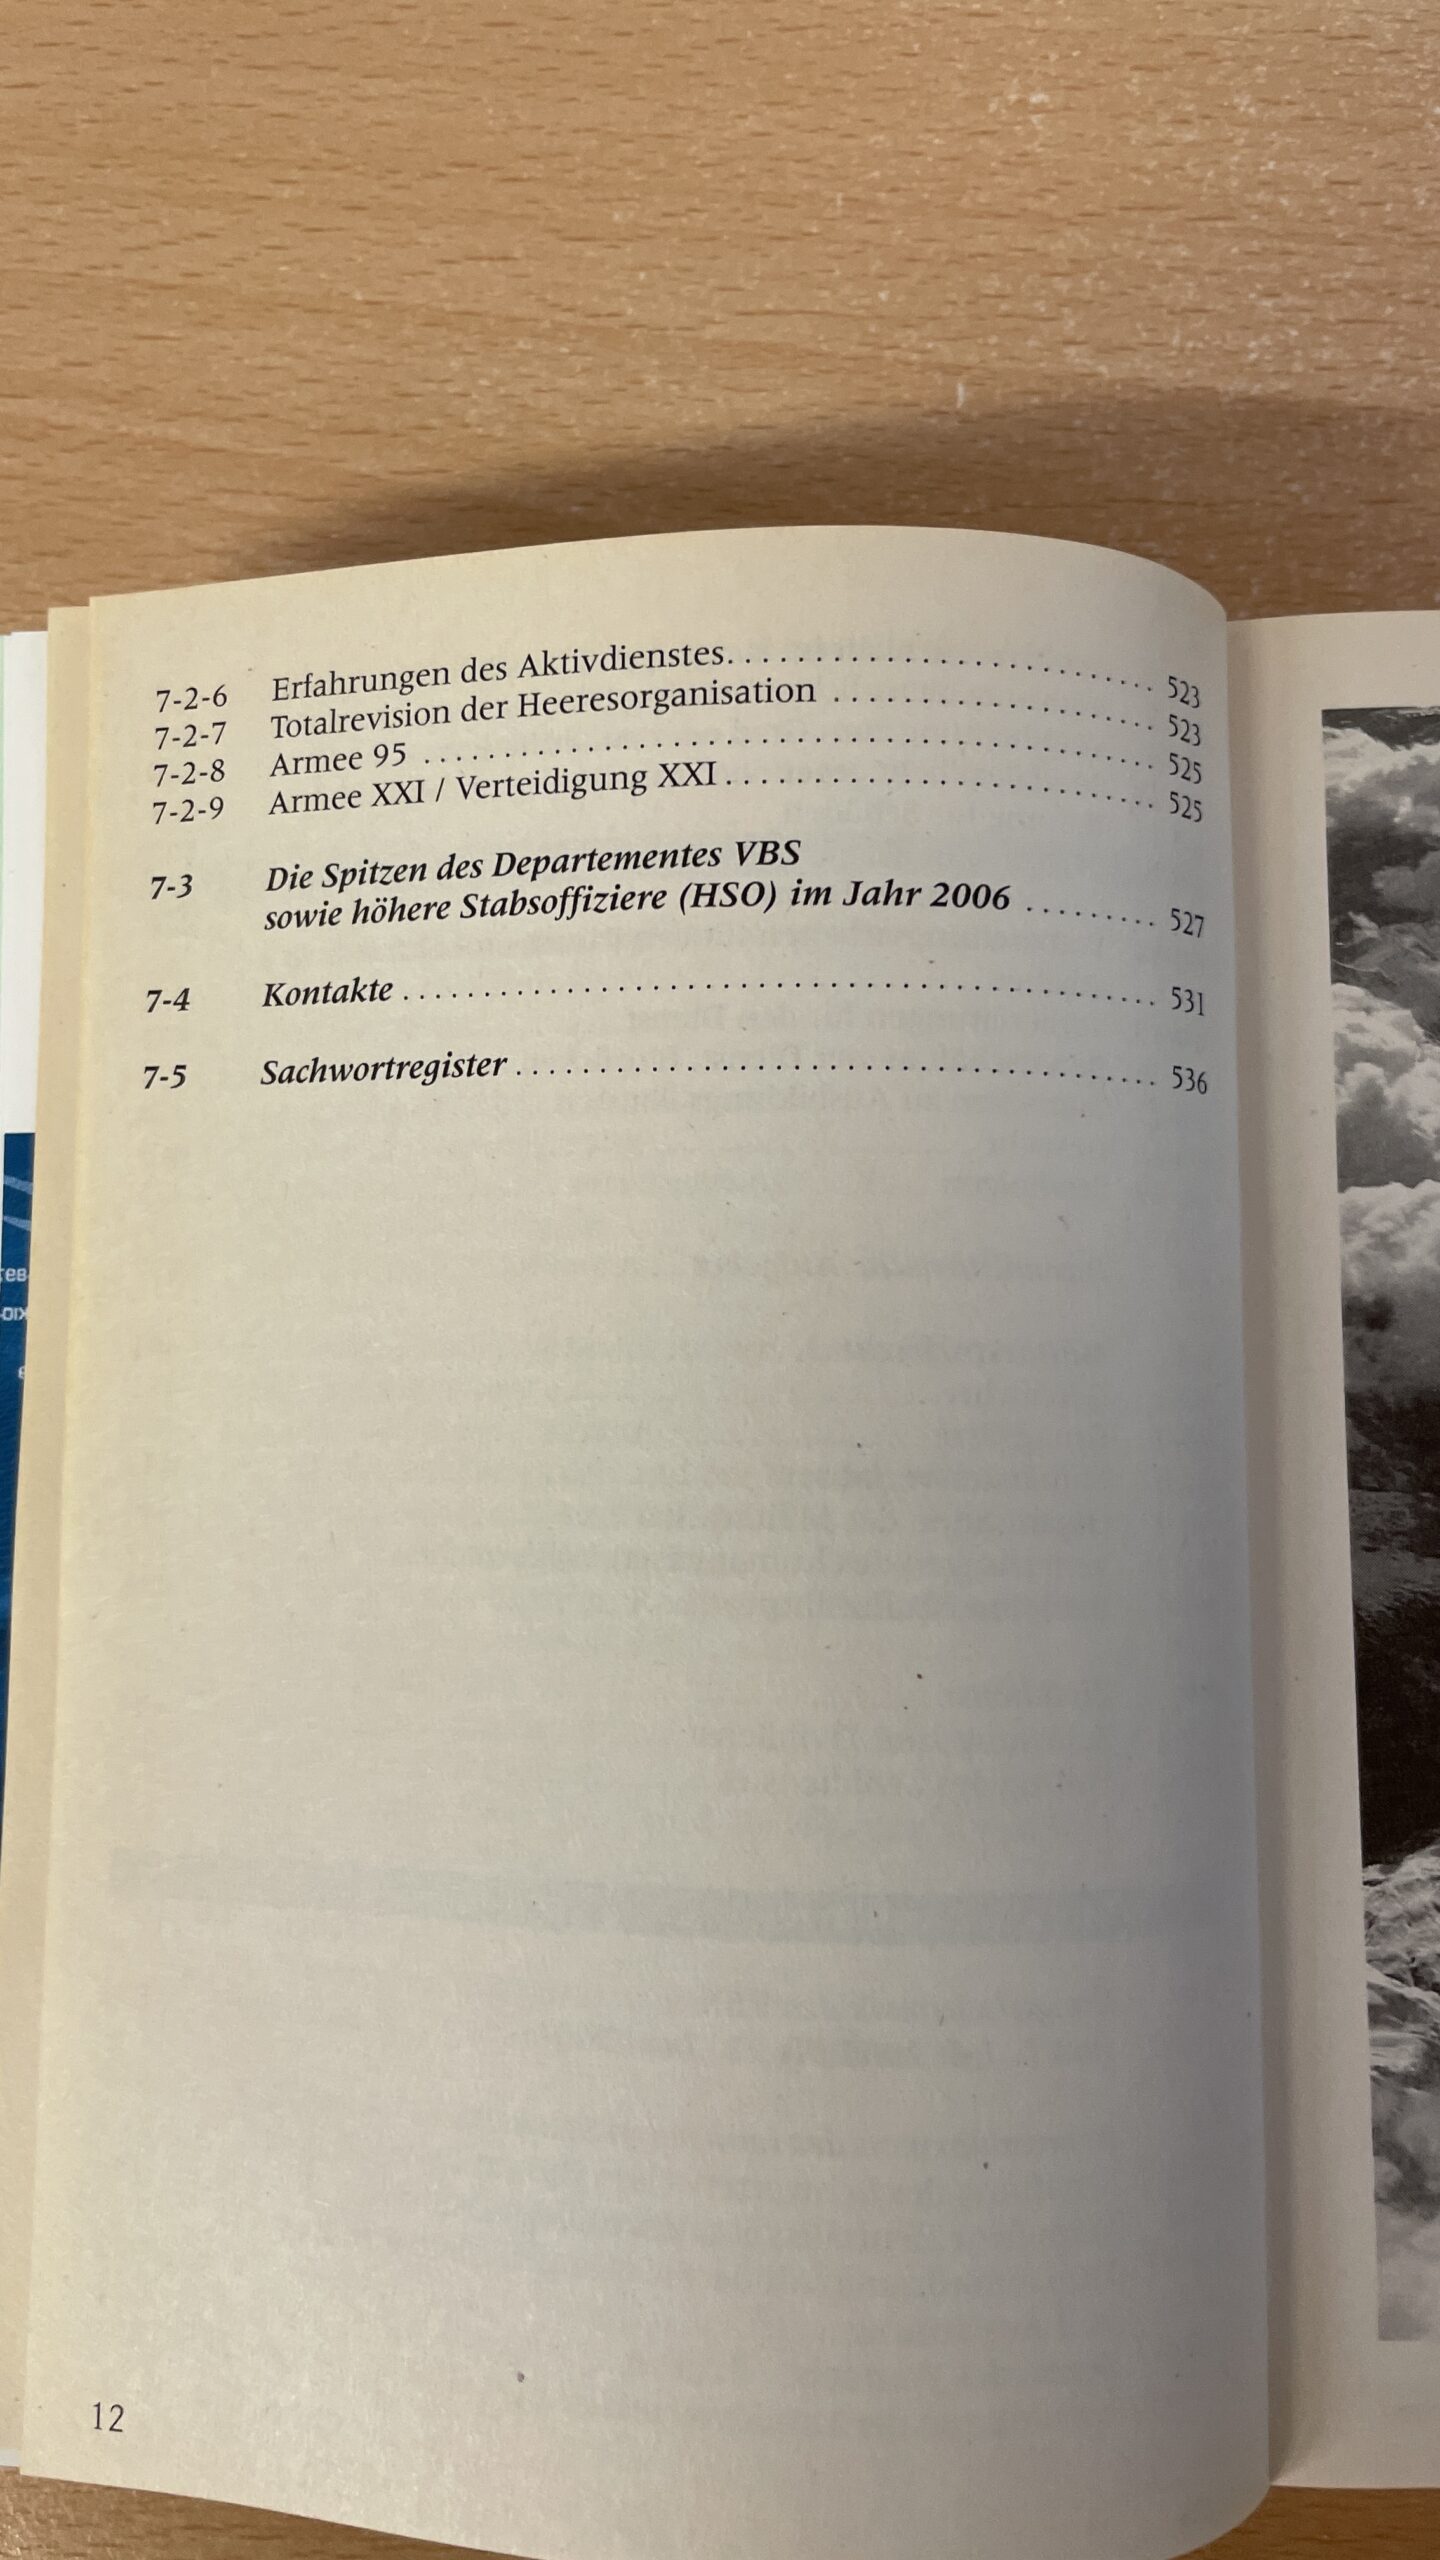 7-2-6 Erfahrungen des Aktivdienstes. . . . . . . . . . . . . . . . . . . . . . . . . . . . . . 523
7-2-7 Totalrevision der Heeresorganisation . . . . . . . . . . . . . . . . . . . . . . . 523
7-2-8 Armee 95 . . . . . . . . . . . . . . . . . . . . . . . . . . . . . . . . . . . . . . . . . . . . . . . 525
7-2-9 Armee XXI / Verteidigung XXI . . . . . . . . . . . . . . . . . . . . . . . . . . . . . . 525
7-3 Die Spitzen des Departementes VBS
sowie höhere Stabsoffiziere (HSO) im Jahr 2006 . . . . . . . . . 527
7-4 Kontakte . . . . . . . . . . . . . . . . . . . . . . . . . . . . . . . . . . . . . . . . . . . . . 531
7-5 Sachwortregister . . . . . . . . . . . . . . . . . . . . . . . . . . . . . . . . . . . . . . 536
12